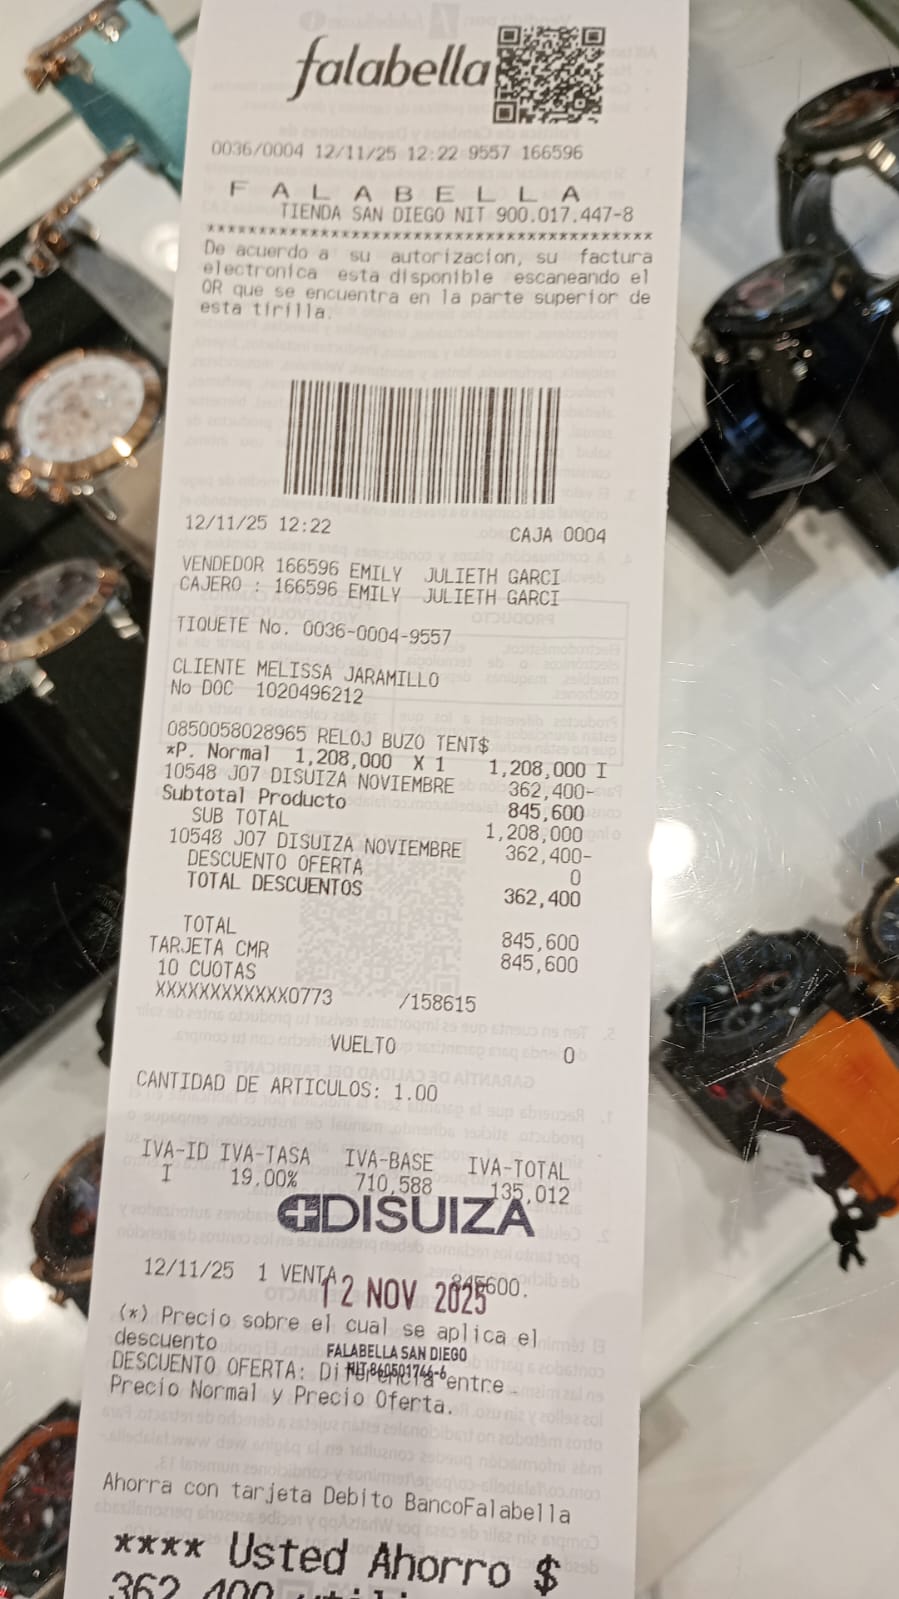 falabella
0036/0004 12/11/25 12:22 9557 166596
F A L A B E L L A
TIENDA SAN DIEGO NIT 900.017.447-8
******************************************
De acuerdo a su autorizacion, su factura
electronica esta disponible escaneando el
QR que se encuentra en la parte superior de
esta tirilla.
12/11/25 12:22 CAJA 0004
VENDEDOR 166596 EMILY JULIETH GARCI
CAJERO : 166596 EMILY JULIETH GARCI
TIQUETE No. 0036-0004-9557
CLIENTE MELISSA JARAMILLO
No DOC 1020496212
0850058028965 RELOJ BUZO TENT$
*P. Normal 1,208,000 X 1 1,208,000 I
10548 J07 DISUIZA NOVIEMBRE 362,400-
Subtotal Producto 845,600
SUB TOTAL 1,208,000
10548 J07 DISUIZA NOVIEMBRE 362,400-
DESCUENTO OFERTA 0
TOTAL DESCUENTOS 362,400
TOTAL 845,600
TARJETA CMR 845,600
10 CUOTAS
XXXXXXXXXXXX0773 /158615
VUELTO 0
CANTIDAD DE ARTICULOS: 1.00
IVA-ID IVA-TASA IVA-BASE IVA-TOTAL
I 19.00% 710,588 135,012
DISUIZA
12/11/25 1 VENTA 845600.
12 NOV 2025
(*) Precio sobre el cual se aplica el
descuento
FALABELLA SAN DIEGO
NIT 860501746-6
DESCUENTO OFERTA: Diferencia entre
Precio Normal y Precio Oferta.
Ahorra con tarjeta Debito BancoFalabella
**** Usted Ahorro $
362,400